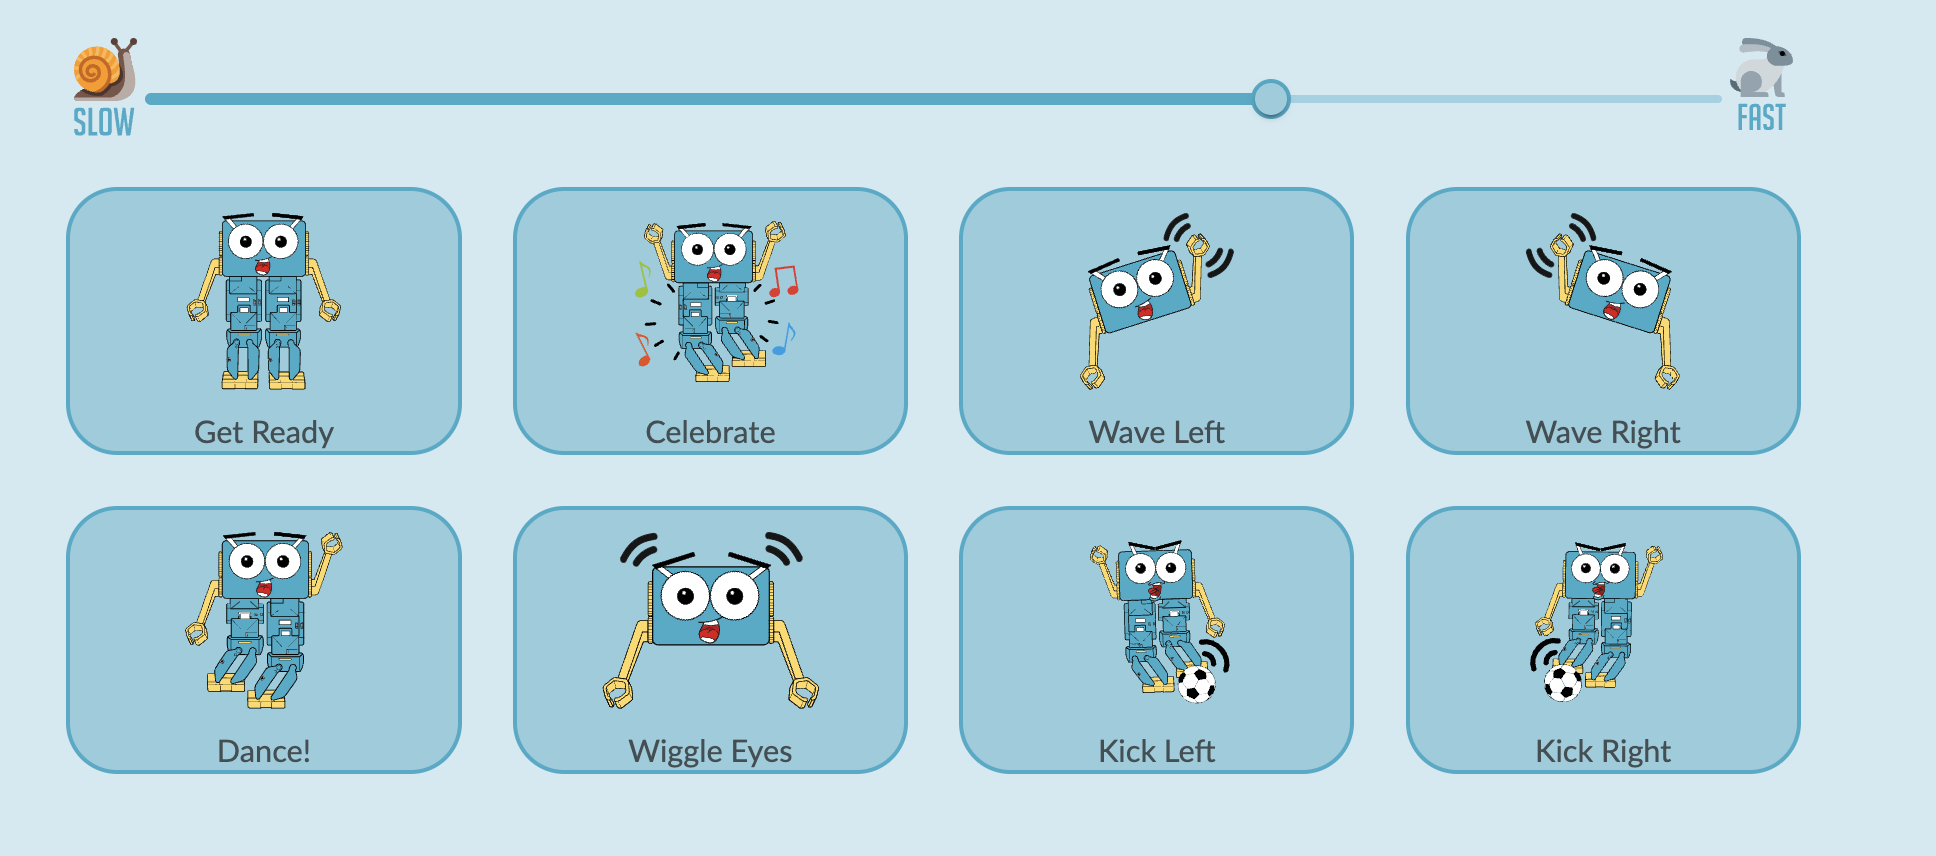 SLOW
FAST
Get Ready
Celebrate
Wave Left
Wave Right
Dance!
Wiggle Eyes
Kick Left
Kick Right